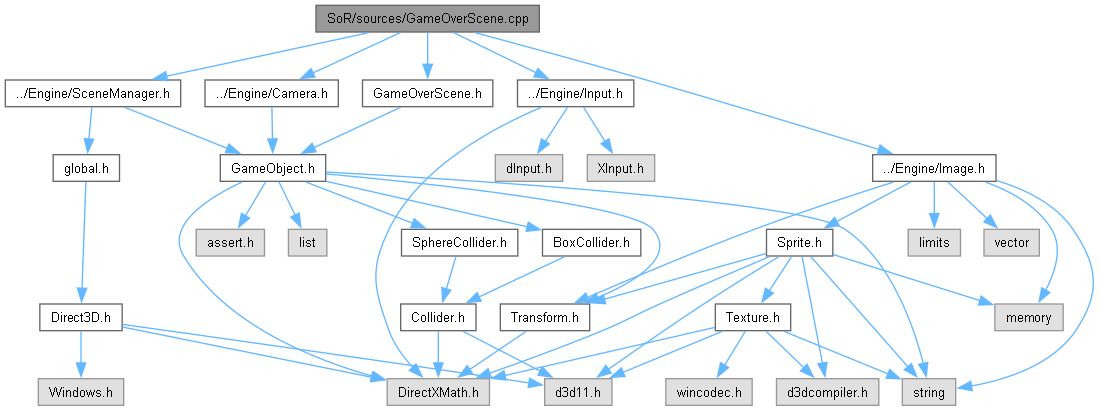 SoR/sources/GameOverScene.cpp
../Engine/SceneManager.h
../Engine/Camera.h
GameOverScene.h
../Engine/Input.h
global.h
GameObject.h
dInput.h
XInput.h
../Engine/Image.h
assert.h
list
SphereCollider.h
BoxCollider.h
Sprite.h
limits
vector
Direct3D.h
Collider.h
Transform.h
Texture.h
memory
Windows.h
DirectXMath.h
d3d11.h
wincodec.h
d3dcompiler.h
string